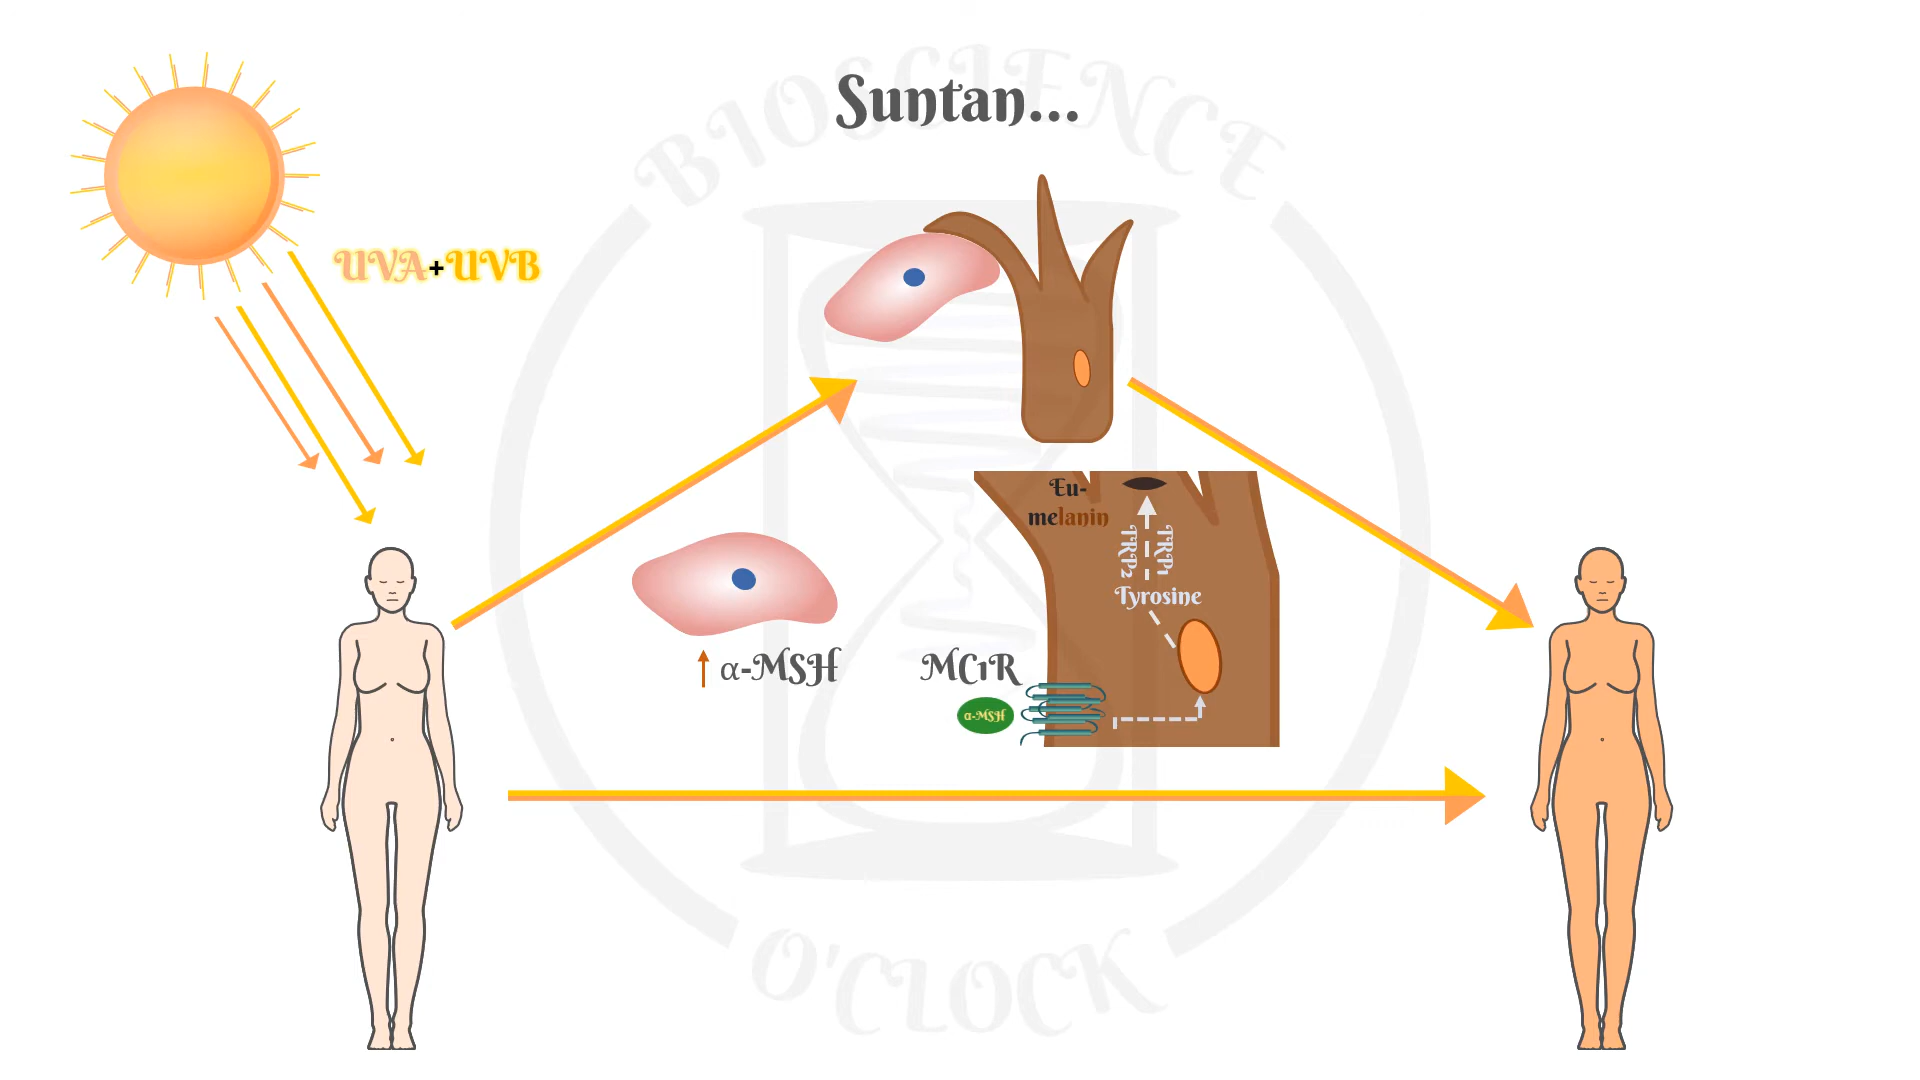 BIOSCIENCE
Suntan...
UVA+UVB
Eu-
melanin
TRP2
TRP1
Tyrosine
α-MSH
MC1R
α-MSH
O'CLOCK